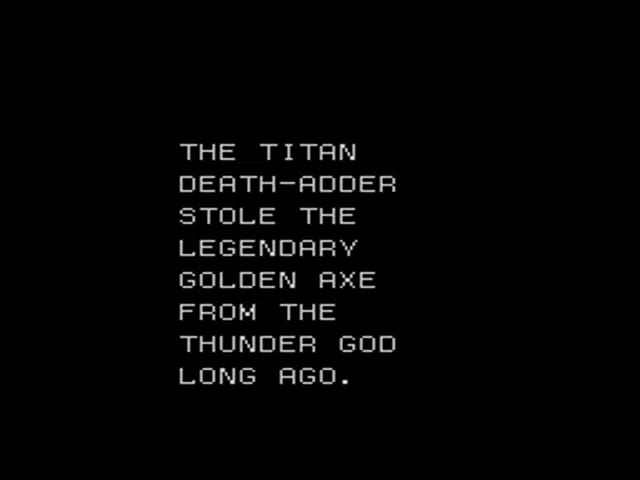 THE TITAN
DEATH-ADDER
STOLE THE
LEGENDARY
GOLDEN AXE
FROM THE
THUNDER GOD
LONG AGO.